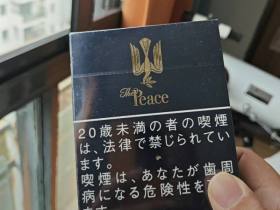 The
Peace
20歳未満の者の喫煙
は、法律で禁じられてい
ます。
喫煙は、あなたが歯周
病になる危険性を